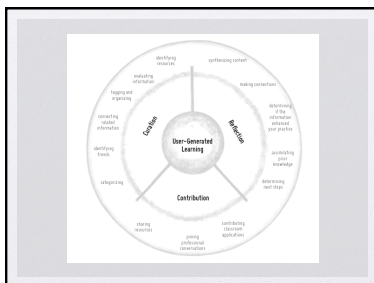 identifying
resources
synthesizing content
evaluating
information
making connections
tagging and
organizing
determining
if the
information
enhanced
your practice
connecting
related
information
Curation
Reflection
User-Generated
Learning
identifying
trends
assimilating
prior
knowledge
categorizing
determining
next steps
Contribution
sharing
resources
contributing
classroom
applications
joining
professional
conversations